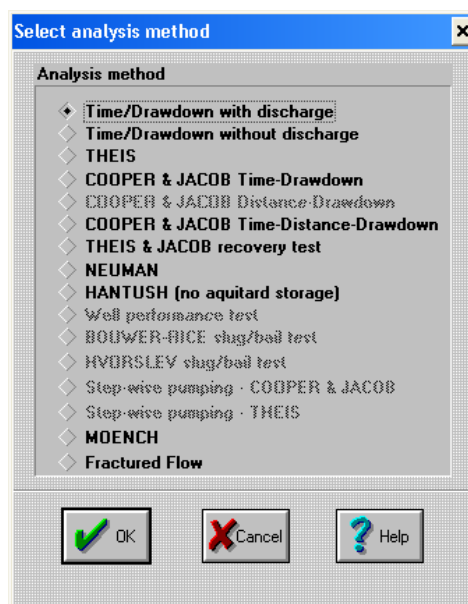 Select analysis method
Analysis method
Time/Drawdown with discharge
Time/Drawdown without discharge
THEIS
COOPER & JACOB Time-Drawdown
COOPER & JACOB Distance-Drawdown
COOPER & JACOB Time-Distance-Drawdown
THEIS & JACOB recovery test
NEUMAN
HANTUSH (no aquitard storage)
Well performance test
BOUWER-RICE slug/bail test
HVORSLEV slug/bail test
Step-wise pumping - COOPER & JACOB
Step-wise pumping - THEIS
MOENCH
Fractured Flow
OK Cancel Help